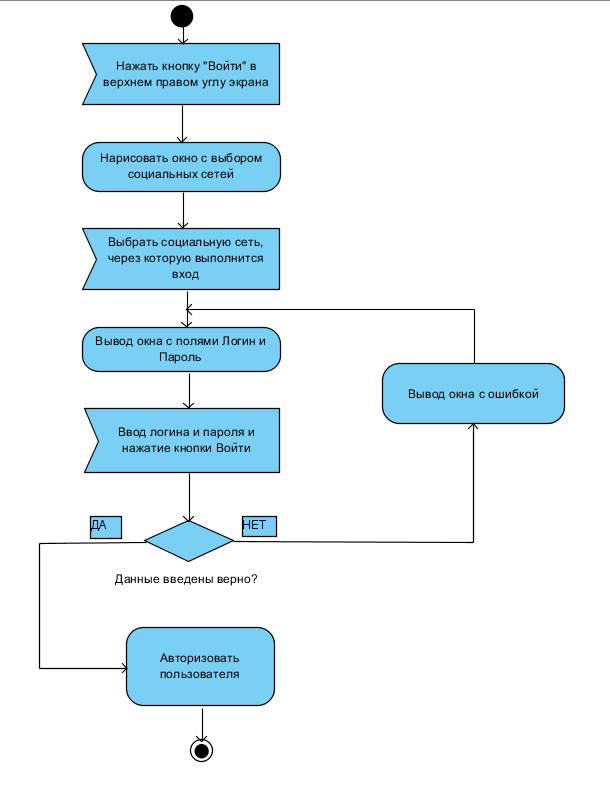 Нажать кнопку "Войти" в
верхнем правом углу экрана
Нарисовать окно с выбором
социальных сетей
Выбрать социальную сеть,
через которую выполнится
вход
Вывод окна с полями Логин и
Пароль
Вывод окна с ошибкой
Ввод логина и пароля и
нажатие кнопки Войти
ДА
НЕТ
Данные введены верно?
Авторизовать
пользователя